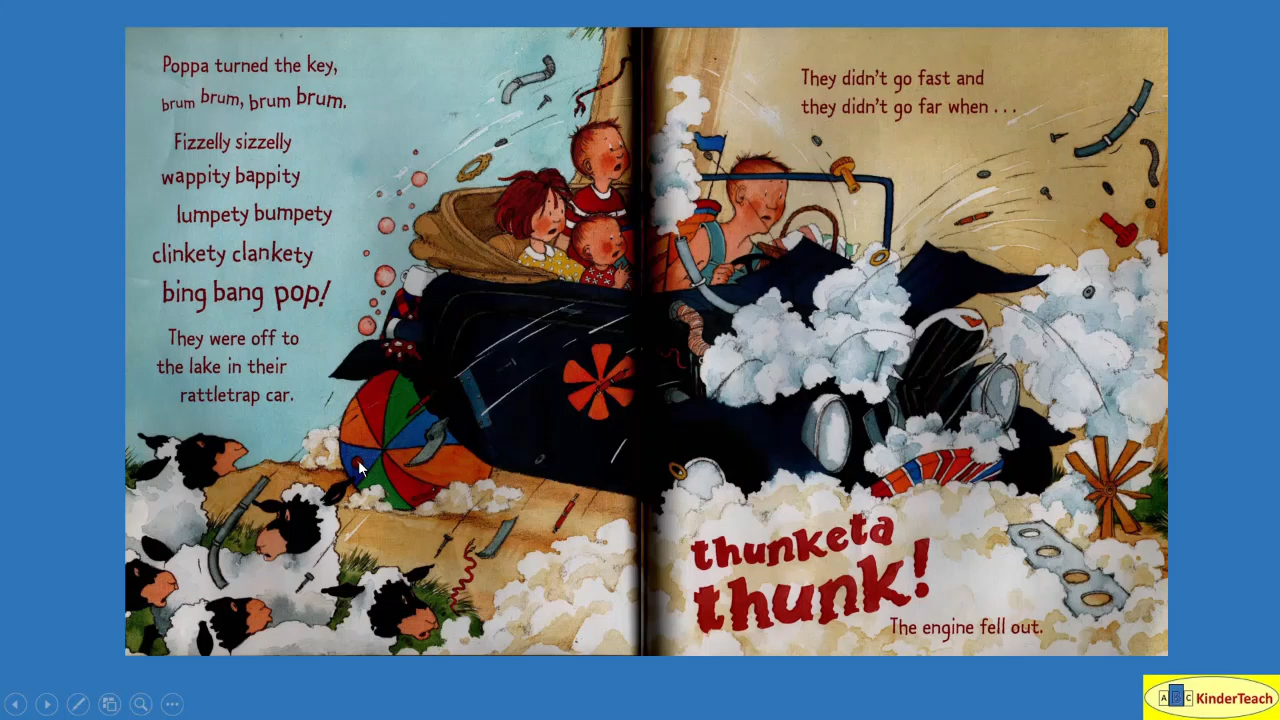 Poppa turned the key,
brum brum, brum brum.
Fizzelly sizzelly
wappity bappity
lumpety bumpety
clinkety clankety
bing bang pop!
They were off to
the lake in their
rattletrap car.
They didn't go fast and
they didn't go far when . . .
thunketa
thunk!
The engine fell out.
ABC KinderTeach